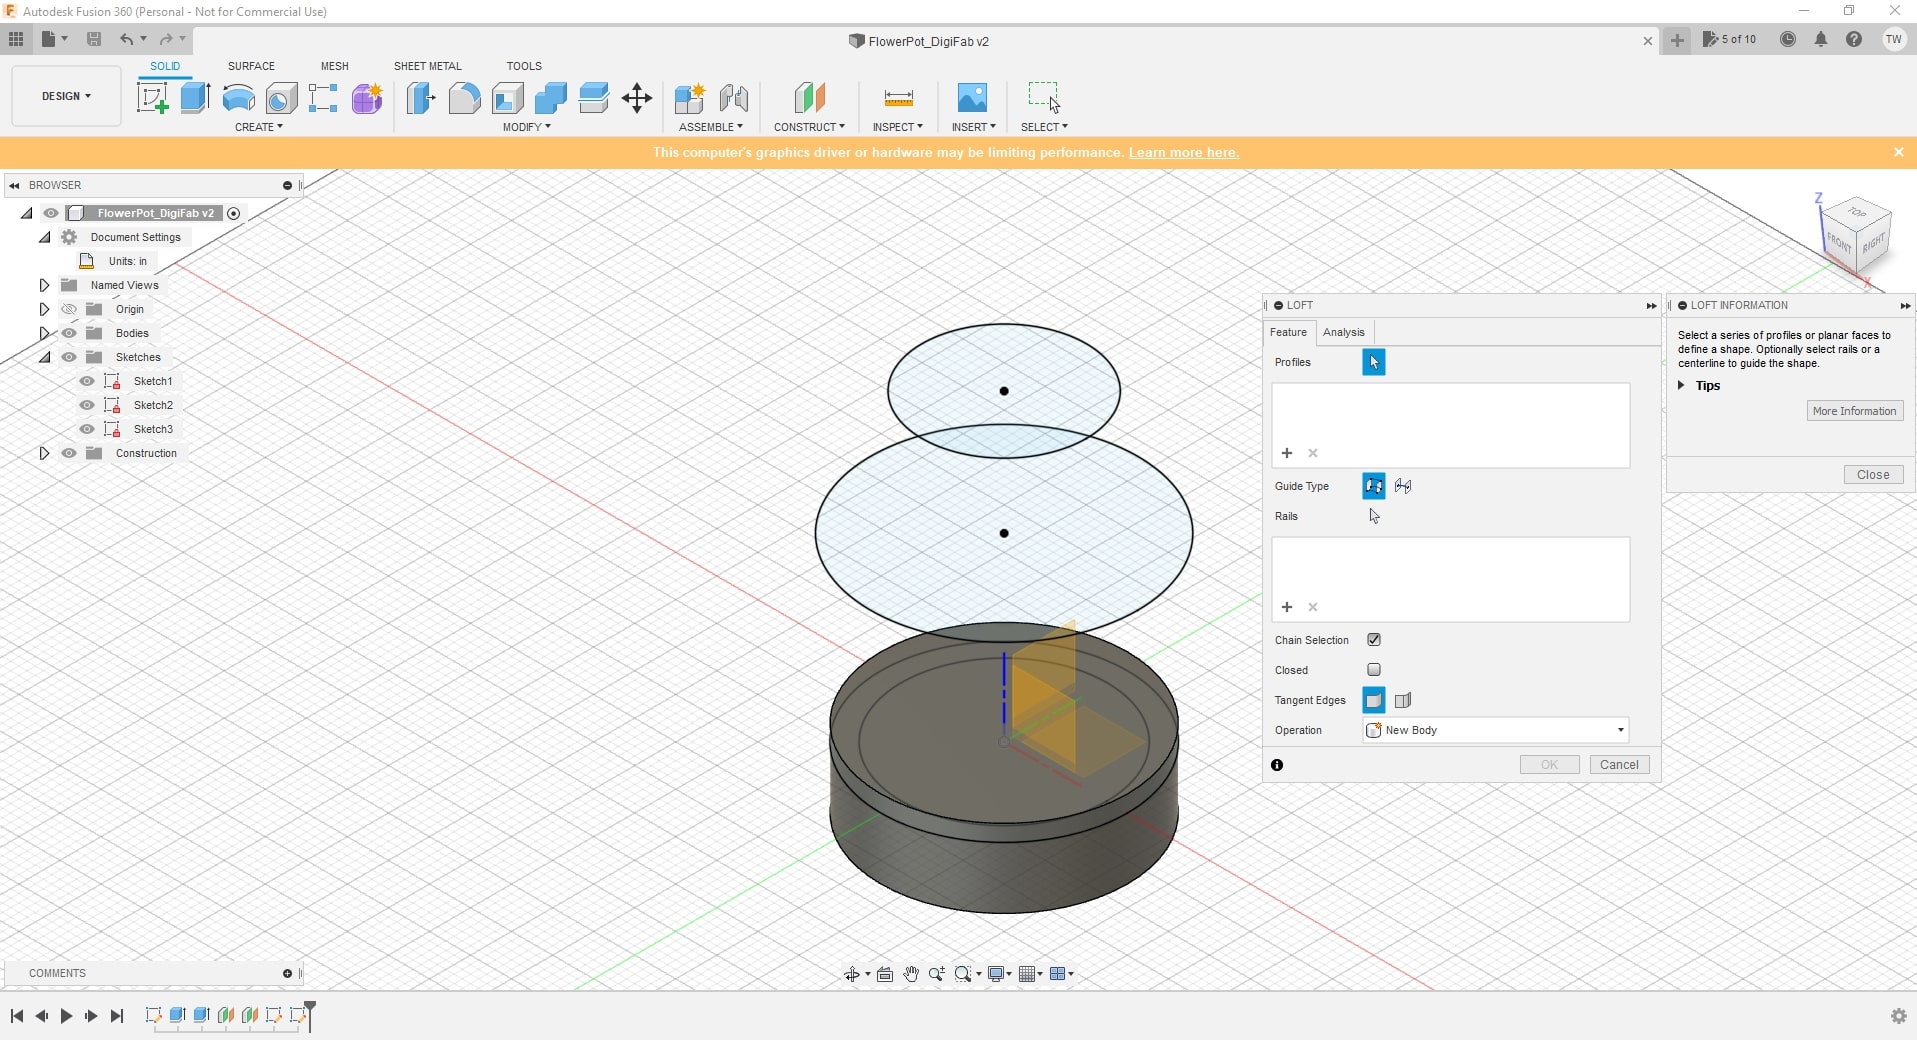 Autodesk Fusion 360 (Personal - Not for Commercial Use)
FlowerPot_DigiFab v2
5 of 10
TW
DESIGN
SOLID
SURFACE
MESH
SHEET METAL
TOOLS
CREATE
MODIFY
ASSEMBLE
CONSTRUCT
INSPECT
INSERT
SELECT
This computer's graphics driver or hardware may be limiting performance. Learn more here.
BROWSER
FlowerPot_DigiFab v2
Document Settings
Units: in
Named Views
Origin
Bodies
Sketches
Sketch1
Sketch2
Sketch3
Construction
Z
TOP
FRONT
RIGHT
X
LOFT
Feature
Analysis
Profiles
Guide Type
Rails
Chain Selection
Closed
Tangent Edges
Operation
New Body
OK
Cancel
LOFT INFORMATION
Select a series of profiles or planar faces to
define a shape. Optionally select rails or a
centerline to guide the shape.
Tips
More Information
Close
COMMENTS